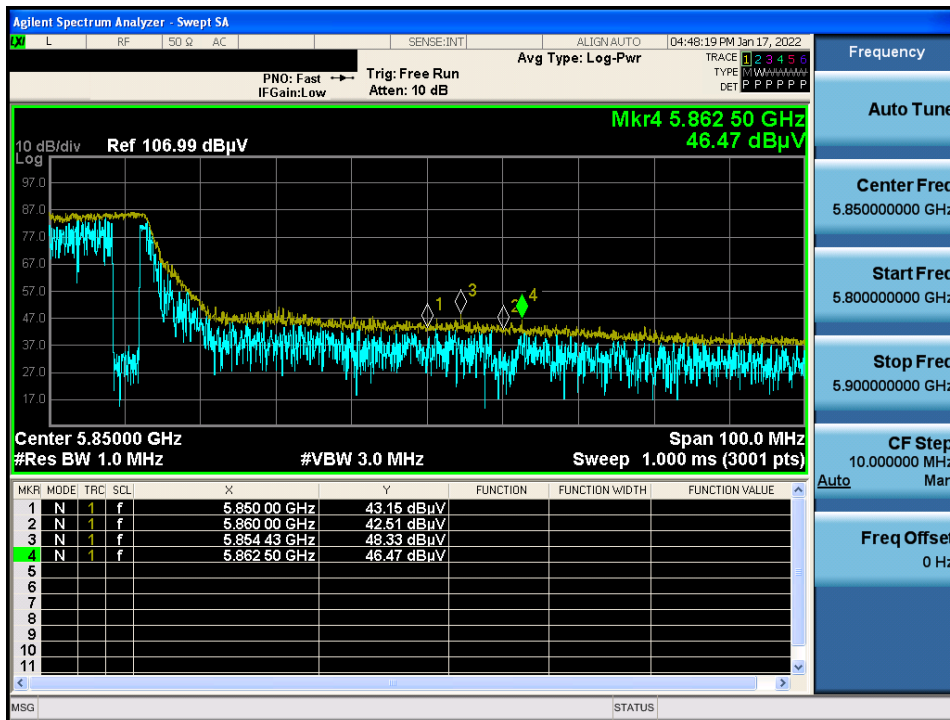 Agilent Spectrum Analyzer - Swept SA
LXI L RF 50 Ω AC SENSE:INT ALIGN AUTO 04:48:19 PM Jan 17, 2022
PNO: Fast
IFGain:Low
Trig: Free Run
Atten: 10 dB
Avg Type: Log-Pwr
TRACE 1 2 3 4 5 6
TYPE M W W W W W
DET P P P P P P
Mkr4 5.862 50 GHz
46.47 dBµV
10 dB/div
Log
Ref 106.99 dBµV
97.0
87.0
77.0
67.0
57.0
47.0
37.0
27.0
17.0
1
3
2
4
Center 5.85000 GHz Span 100.0 MHz
#Res BW 1.0 MHz #VBW 3.0 MHz Sweep 1.000 ms (3001 pts)
MKR MODE TRC SCL X Y FUNCTION FUNCTION WIDTH FUNCTION VALUE
1 N 1 f 5.850 00 GHz 43.15 dBµV
2 N 1 f 5.860 00 GHz 42.51 dBµV
3 N 1 f 5.854 43 GHz 48.33 dBµV
4 N 1 f 5.862 50 GHz 46.47 dBµV
5
6
7
8
9
10
11
MSG STATUS
Frequency
Auto Tune
Center Freq
5.850000000 GHz
Start Freq
5.800000000 GHz
Stop Freq
5.900000000 GHz
CF Step
10.000000 MHz
Auto Man
Freq Offset
0 Hz